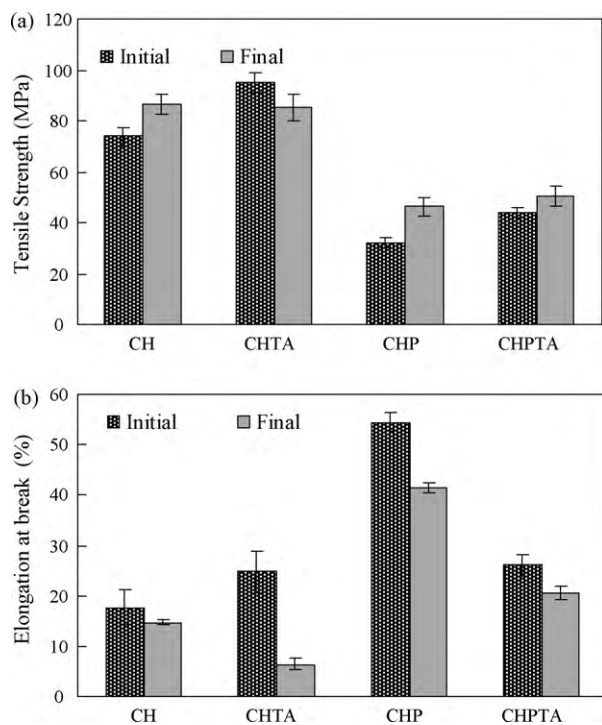 (a)
120
100
80
60
40
20
0
Tensile Strength (MPa)
Initial Final
CH CHTA CHP CHPTA
(b)
60
50
40
30
20
10
0
Elongation at break (%)
Initial Final
CH CHTA CHP CHPTA